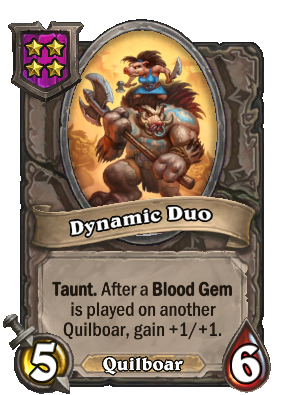 Dynamic Duo
Taunt. After a Blood Gem
is played on another
Quilboar, gain +1/+1.
5
Quilboar
6